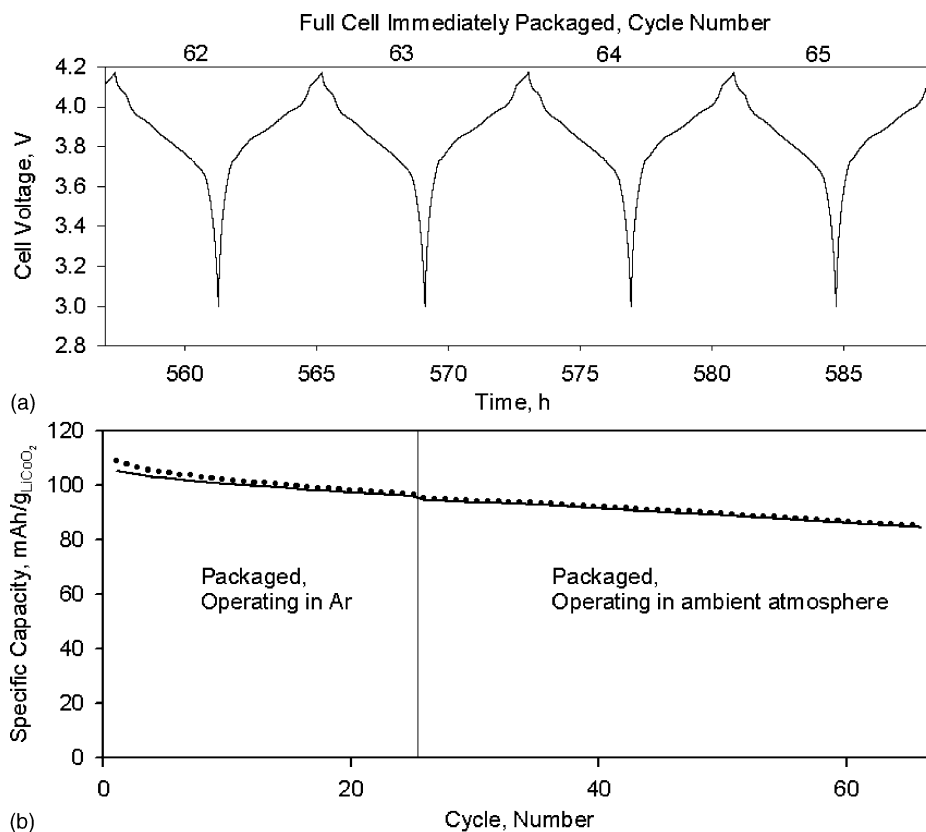 Full Cell Immediately Packaged, Cycle Number
62 63 64 65
4.2
4.0
3.8
3.6
3.4
3.2
3.0
2.8
Cell Voltage, V
560 565 570 575 580 585
(a)
Time, h
120
100
80
60
40
20
0
Specific Capacity, mAh/gLiCoO₂
Packaged,
Operating in Ar
Packaged,
Operating in ambient atmosphere
0 20 40 60
(b)
Cycle, Number